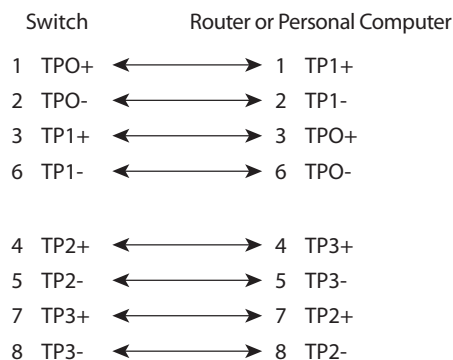 Switch Router or Personal Computer
1 TPO+ 1 TP1+
2 TPO- 2 TP1-
3 TP1+ 3 TPO+
6 TP1- 6 TPO-
4 TP2+ 4 TP3+
5 TP2- 5 TP3-
7 TP3+ 7 TP2+
8 TP3- 8 TP2-